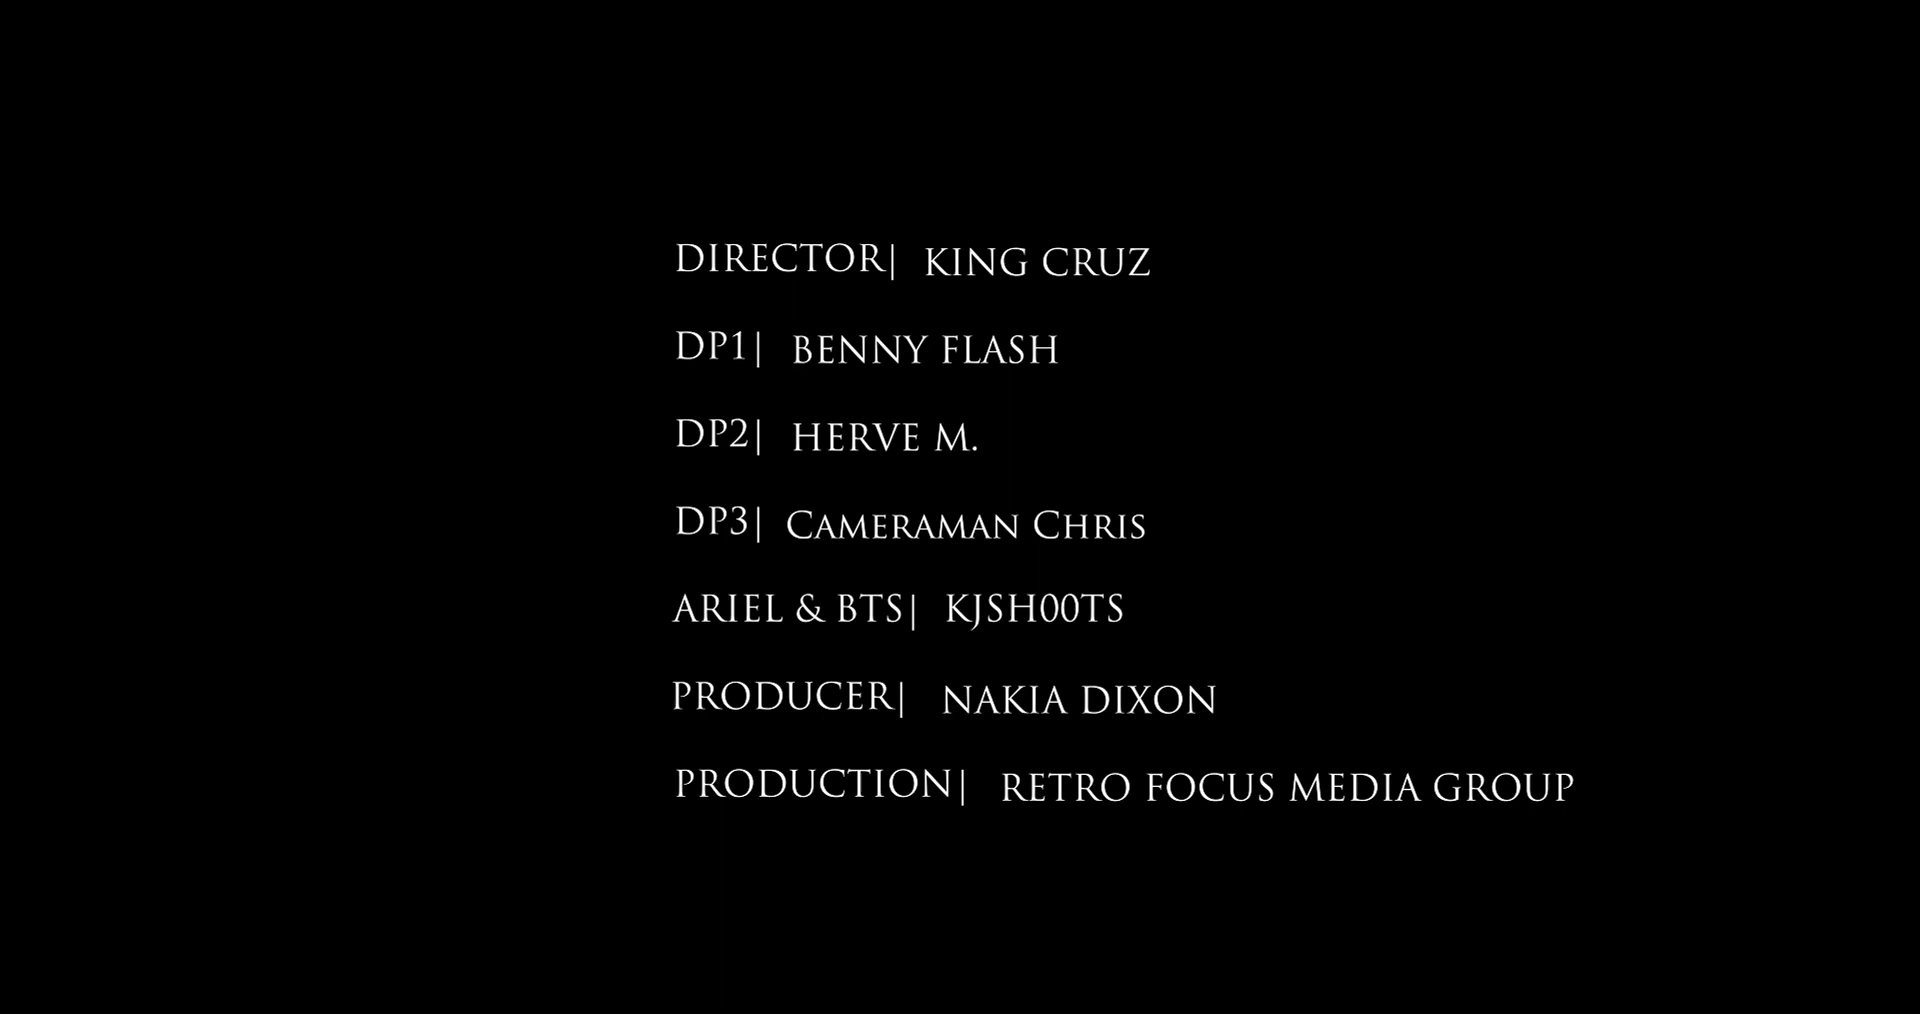 DIRECTOR| KING CRUZ
DP1| BENNY FLASH
DP2| HERVE M.
DP3| Cameraman Chris
ARIEL & BTS| KJSH00TS
PRODUCER| NAKIA DIXON
PRODUCTION| RETRO FOCUS MEDIA GROUP